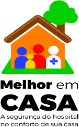 Melhor em
CASA
A segurança do hospital
no conforto de sua casa